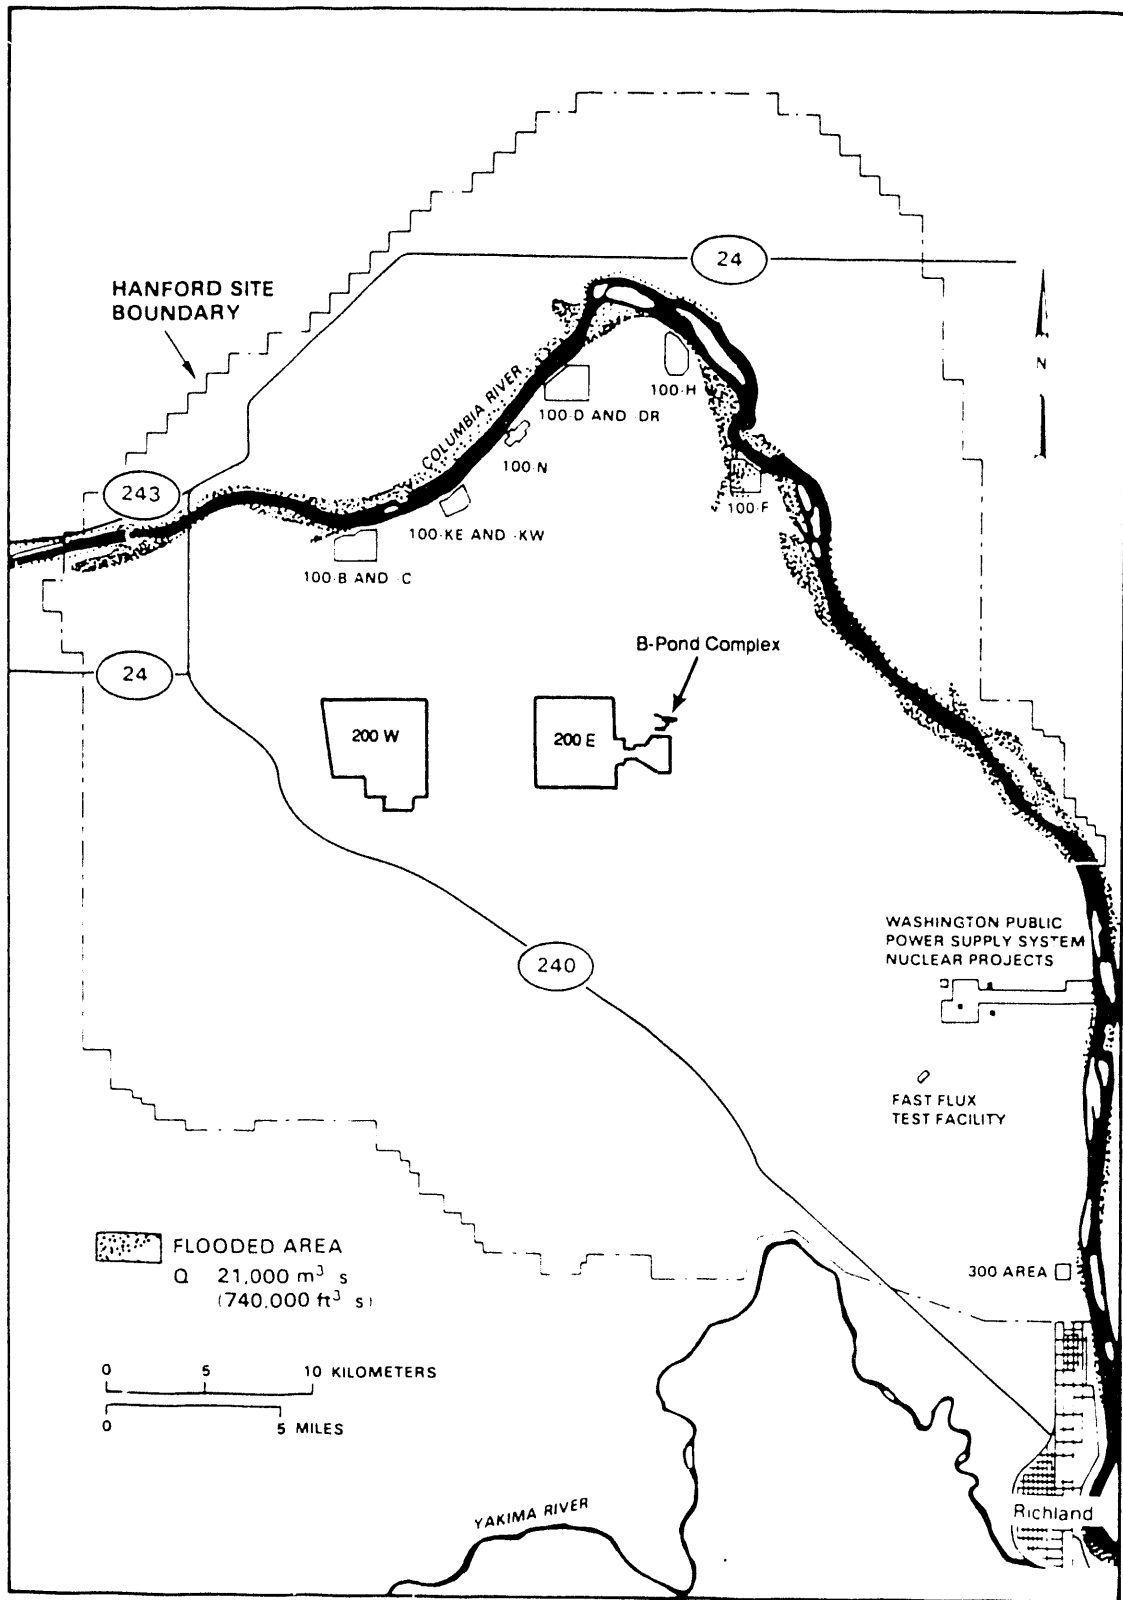 24
HANFORD SITE
BOUNDARY
COLUMBIA RIVER
100-H
100-D AND -DR
100-N
243
100-F
100-KE AND -KW
100-B AND -C
B-Pond Complex
24
200 W
200 E
N
WASHINGTON PUBLIC
POWER SUPPLY SYSTEM
NUCLEAR PROJECTS
240
FAST FLUX
TEST FACILITY
FLOODED AREA
Q 21,000 m³ s
(740,000 ft³ s)
300 AREA
0 5 10 KILOMETERS
0 5 MILES
YAKIMA RIVER
Richland